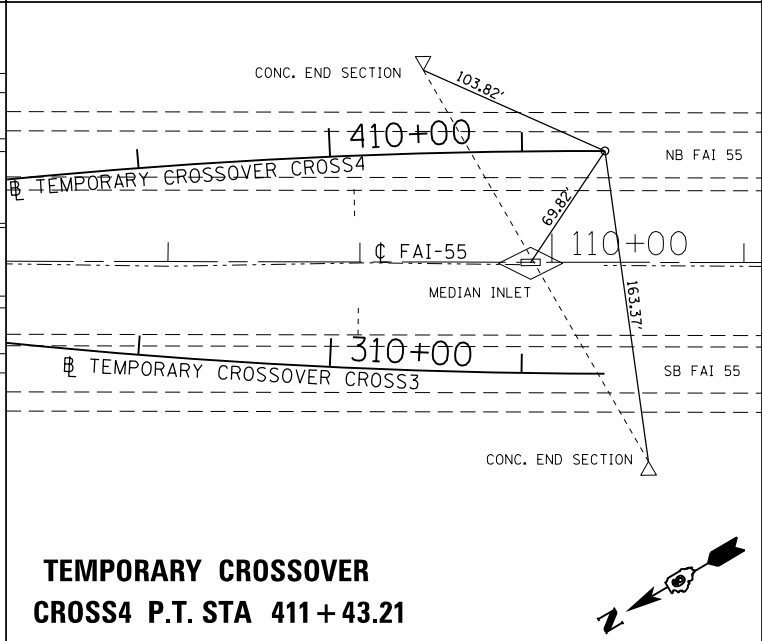 CONC. END SECTION
103.82'
410+00
NB FAI 55
℄ TEMPORARY CROSSOVER CROSS4
69.82'
℄ FAI-55
110+00
MEDIAN INLET
163.37'
310+00
SB FAI 55
℄ TEMPORARY CROSSOVER CROSS3
CONC. END SECTION
TEMPORARY CROSSOVER
CROSS4 P.T. STA 411+43.21
N